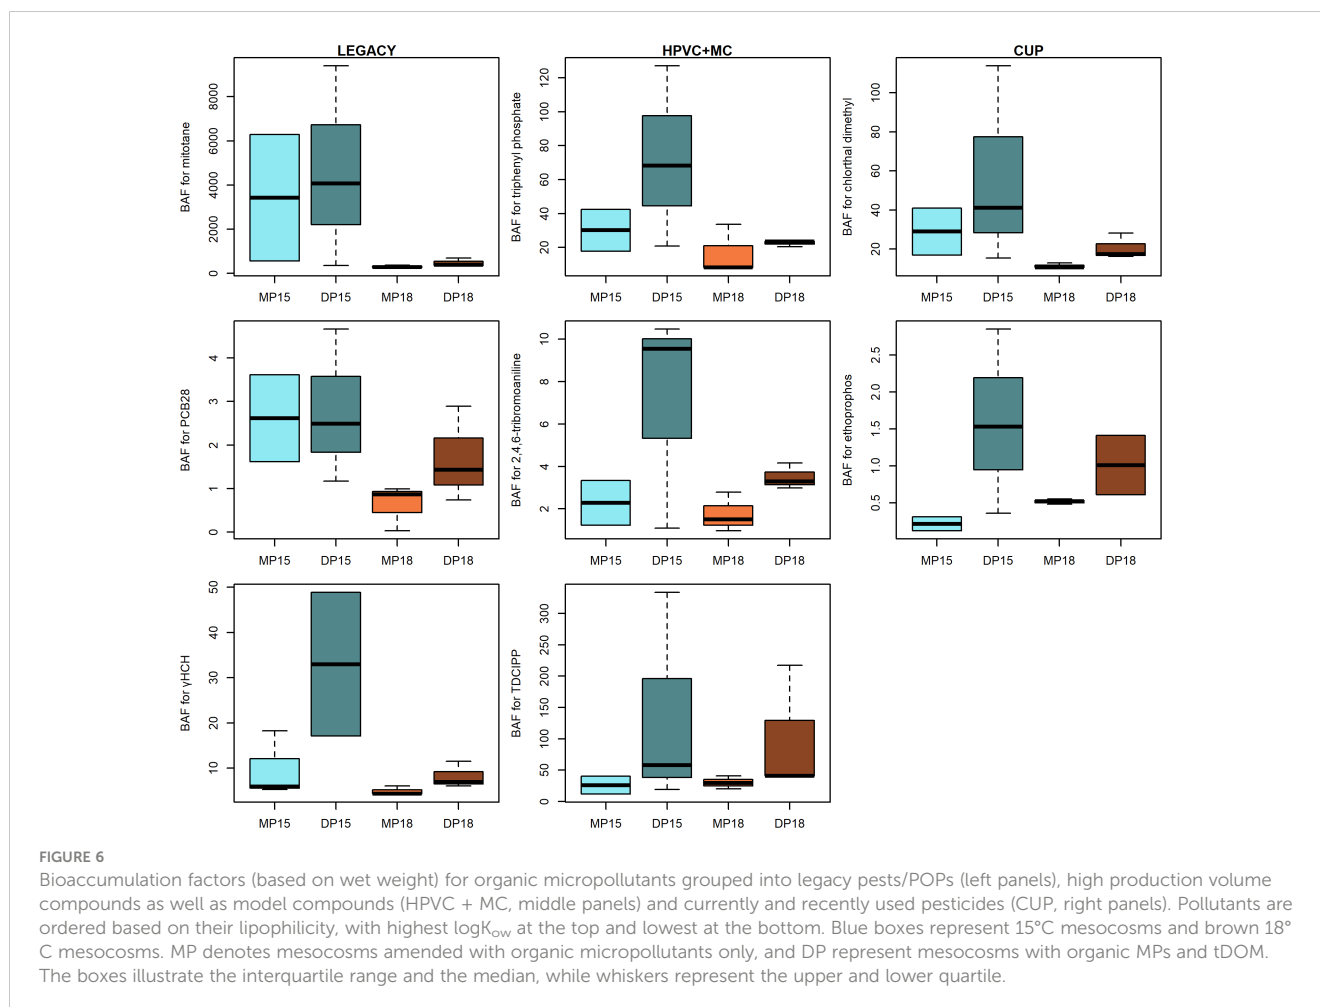 LEGACY
HPVC+MC
CUP
BAF for mitotane
0
2000
4000
6000
8000
MP15 DP15 MP18 DP18
BAF for triphenyl phosphate
20
40
60
80
100
120
MP15 DP15 MP18 DP18
BAF for chlorthal dimethyl
20
40
60
80
100
MP15 DP15 MP18 DP18
BAF for PCB28
0
1
2
3
4
MP15 DP15 MP18 DP18
BAF for 2,4,6-tribromoaniline
2
4
6
8
10
MP15 DP15 MP18 DP18
BAF for ethoprophos
0.5
1.0
1.5
2.0
2.5
MP15 DP15 MP18 DP18
BAF for γHCH
10
20
30
40
50
MP15 DP15 MP18 DP18
BAF for TDCIPP
0
50
100
150
200
250
300
MP15 DP15 MP18 DP18
FIGURE 6
Bioaccumulation factors (based on wet weight) for organic micropollutants grouped into legacy pests/POPs (left panels), high production volume
compounds as well as model compounds (HPVC + MC, middle panels) and currently and recently used pesticides (CUP, right panels). Pollutants are
ordered based on their lipophilicity, with highest logKow at the top and lowest at the bottom. Blue boxes represent 15°C mesocosms and brown 18°
C mesocosms. MP denotes mesocosms amended with organic micropollutants only, and DP represent mesocosms with organic MPs and tDOM.
The boxes illustrate the interquartile range and the median, while whiskers represent the upper and lower quartile.